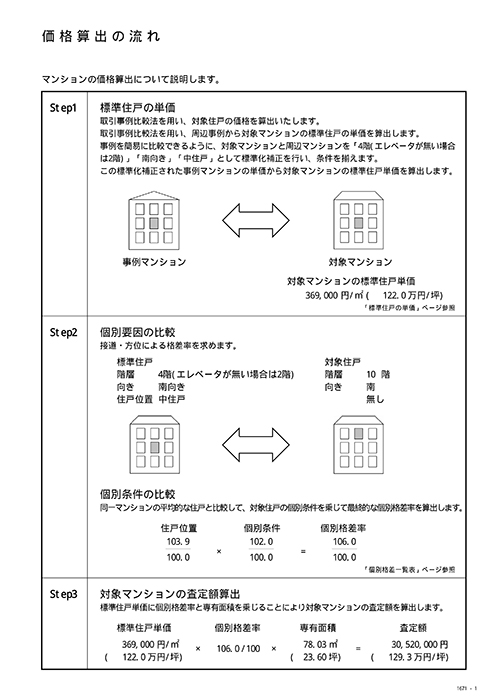 価格算出の流れ
マンションの価格算出について説明します。
Step1
標準住戸の単価
取引事例比較法を用い、対象住戸の価格を算出いたします。
取引事例比較法を用い、周辺事例から対象マンションの標準住戸の単価を算出します。
事例を簡易に比較できるように、対象マンションと周辺マンションを「4階(エレベータが無い場合
は2階)」「南向き」「中住戸」として標準化補正を行い、条件を揃えます。
この標準化補正された事例マンションの単価から対象マンションの標準住戸単価を算出します。
事例マンション 対象マンション
対象マンションの標準住戸単価
369,000 円/㎡ ( 122.0 万円/坪)
「標準住戸の単価」ページ参照
Step2
個別要因の比較
接道・方位による格差率を求めます。
標準住戸 対象住戸
階層 4階(エレベータが無い場合は2階) 階層 10 階
向き 南向き 向き 南
住戸位置 中住戸 無し
個別条件の比較
同一マンションの平均的な住戸と比較して、対象住戸の個別条件を乗じて最終的な個別格差率を算出します。
住戸位置 個別条件 個別格差率
103.9 102.0 106.0
× =
100.0 100.0 100.0
「個別格差一覧表」ページ参照
Step3
対象マンションの査定額算出
標準住戸単価に個別格差率と専有面積を乗じることにより対象マンションの査定額を算出します。
標準住戸単価 個別格差率 専有面積 査定額
369,000 円/㎡ × 106.0 /100 × 78.03 ㎡ = 30,520,000 円
( 122.0 万円/坪) ( 23.60 坪) ( 129.3 万円/坪)
1671 - 1